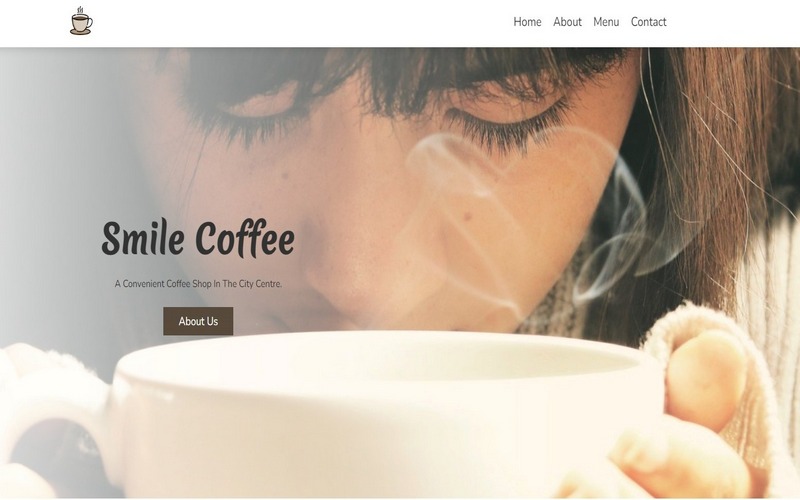 Home About Menu Contact
Smile Coffee
A Convenient Coffee Shop In The City Centre.
About Us